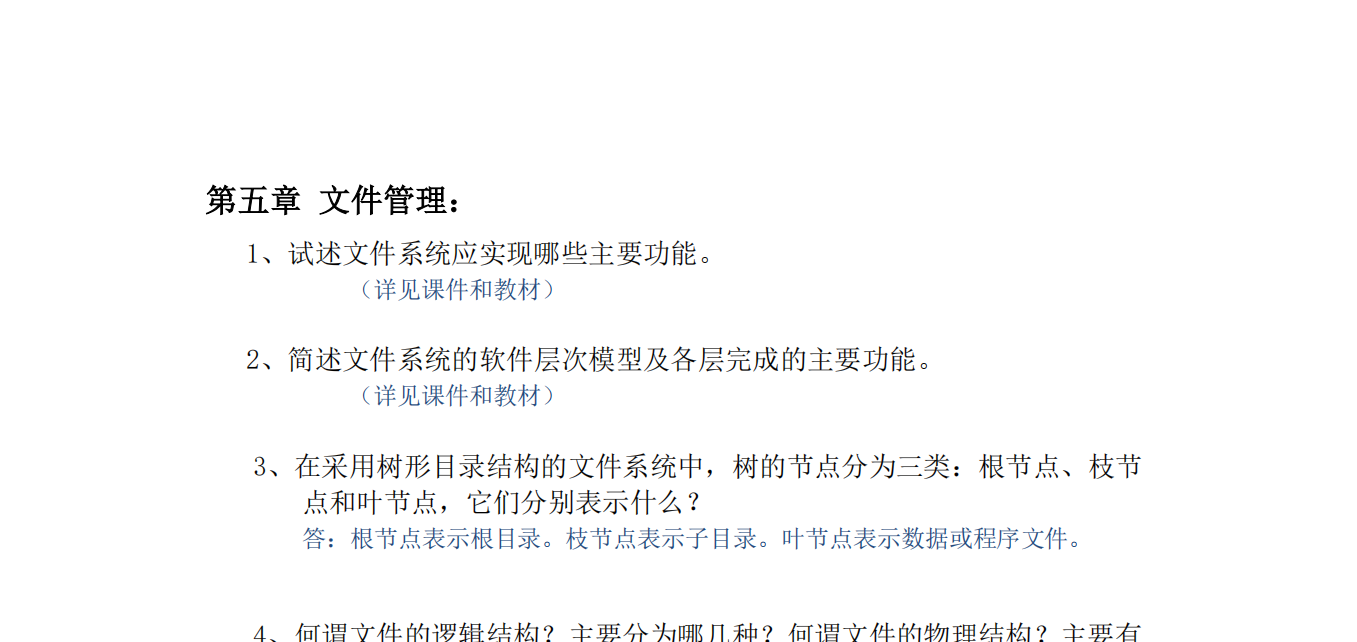 第五章 文件管理：
1、试述文件系统应实现哪些主要功能。
（详见课件和教材）
2、简述文件系统的软件层次模型及各层完成的主要功能。
（详见课件和教材）
3、在采用树形目录结构的文件系统中，树的节点分为三类：根节点、枝节
点和叶节点，它们分别表示什么？
答：根节点表示根目录。枝节点表示子目录。叶节点表示数据或程序文件。
4、何谓文件的逻辑结构？主要分为哪几种？何谓文件的物理结构？主要有